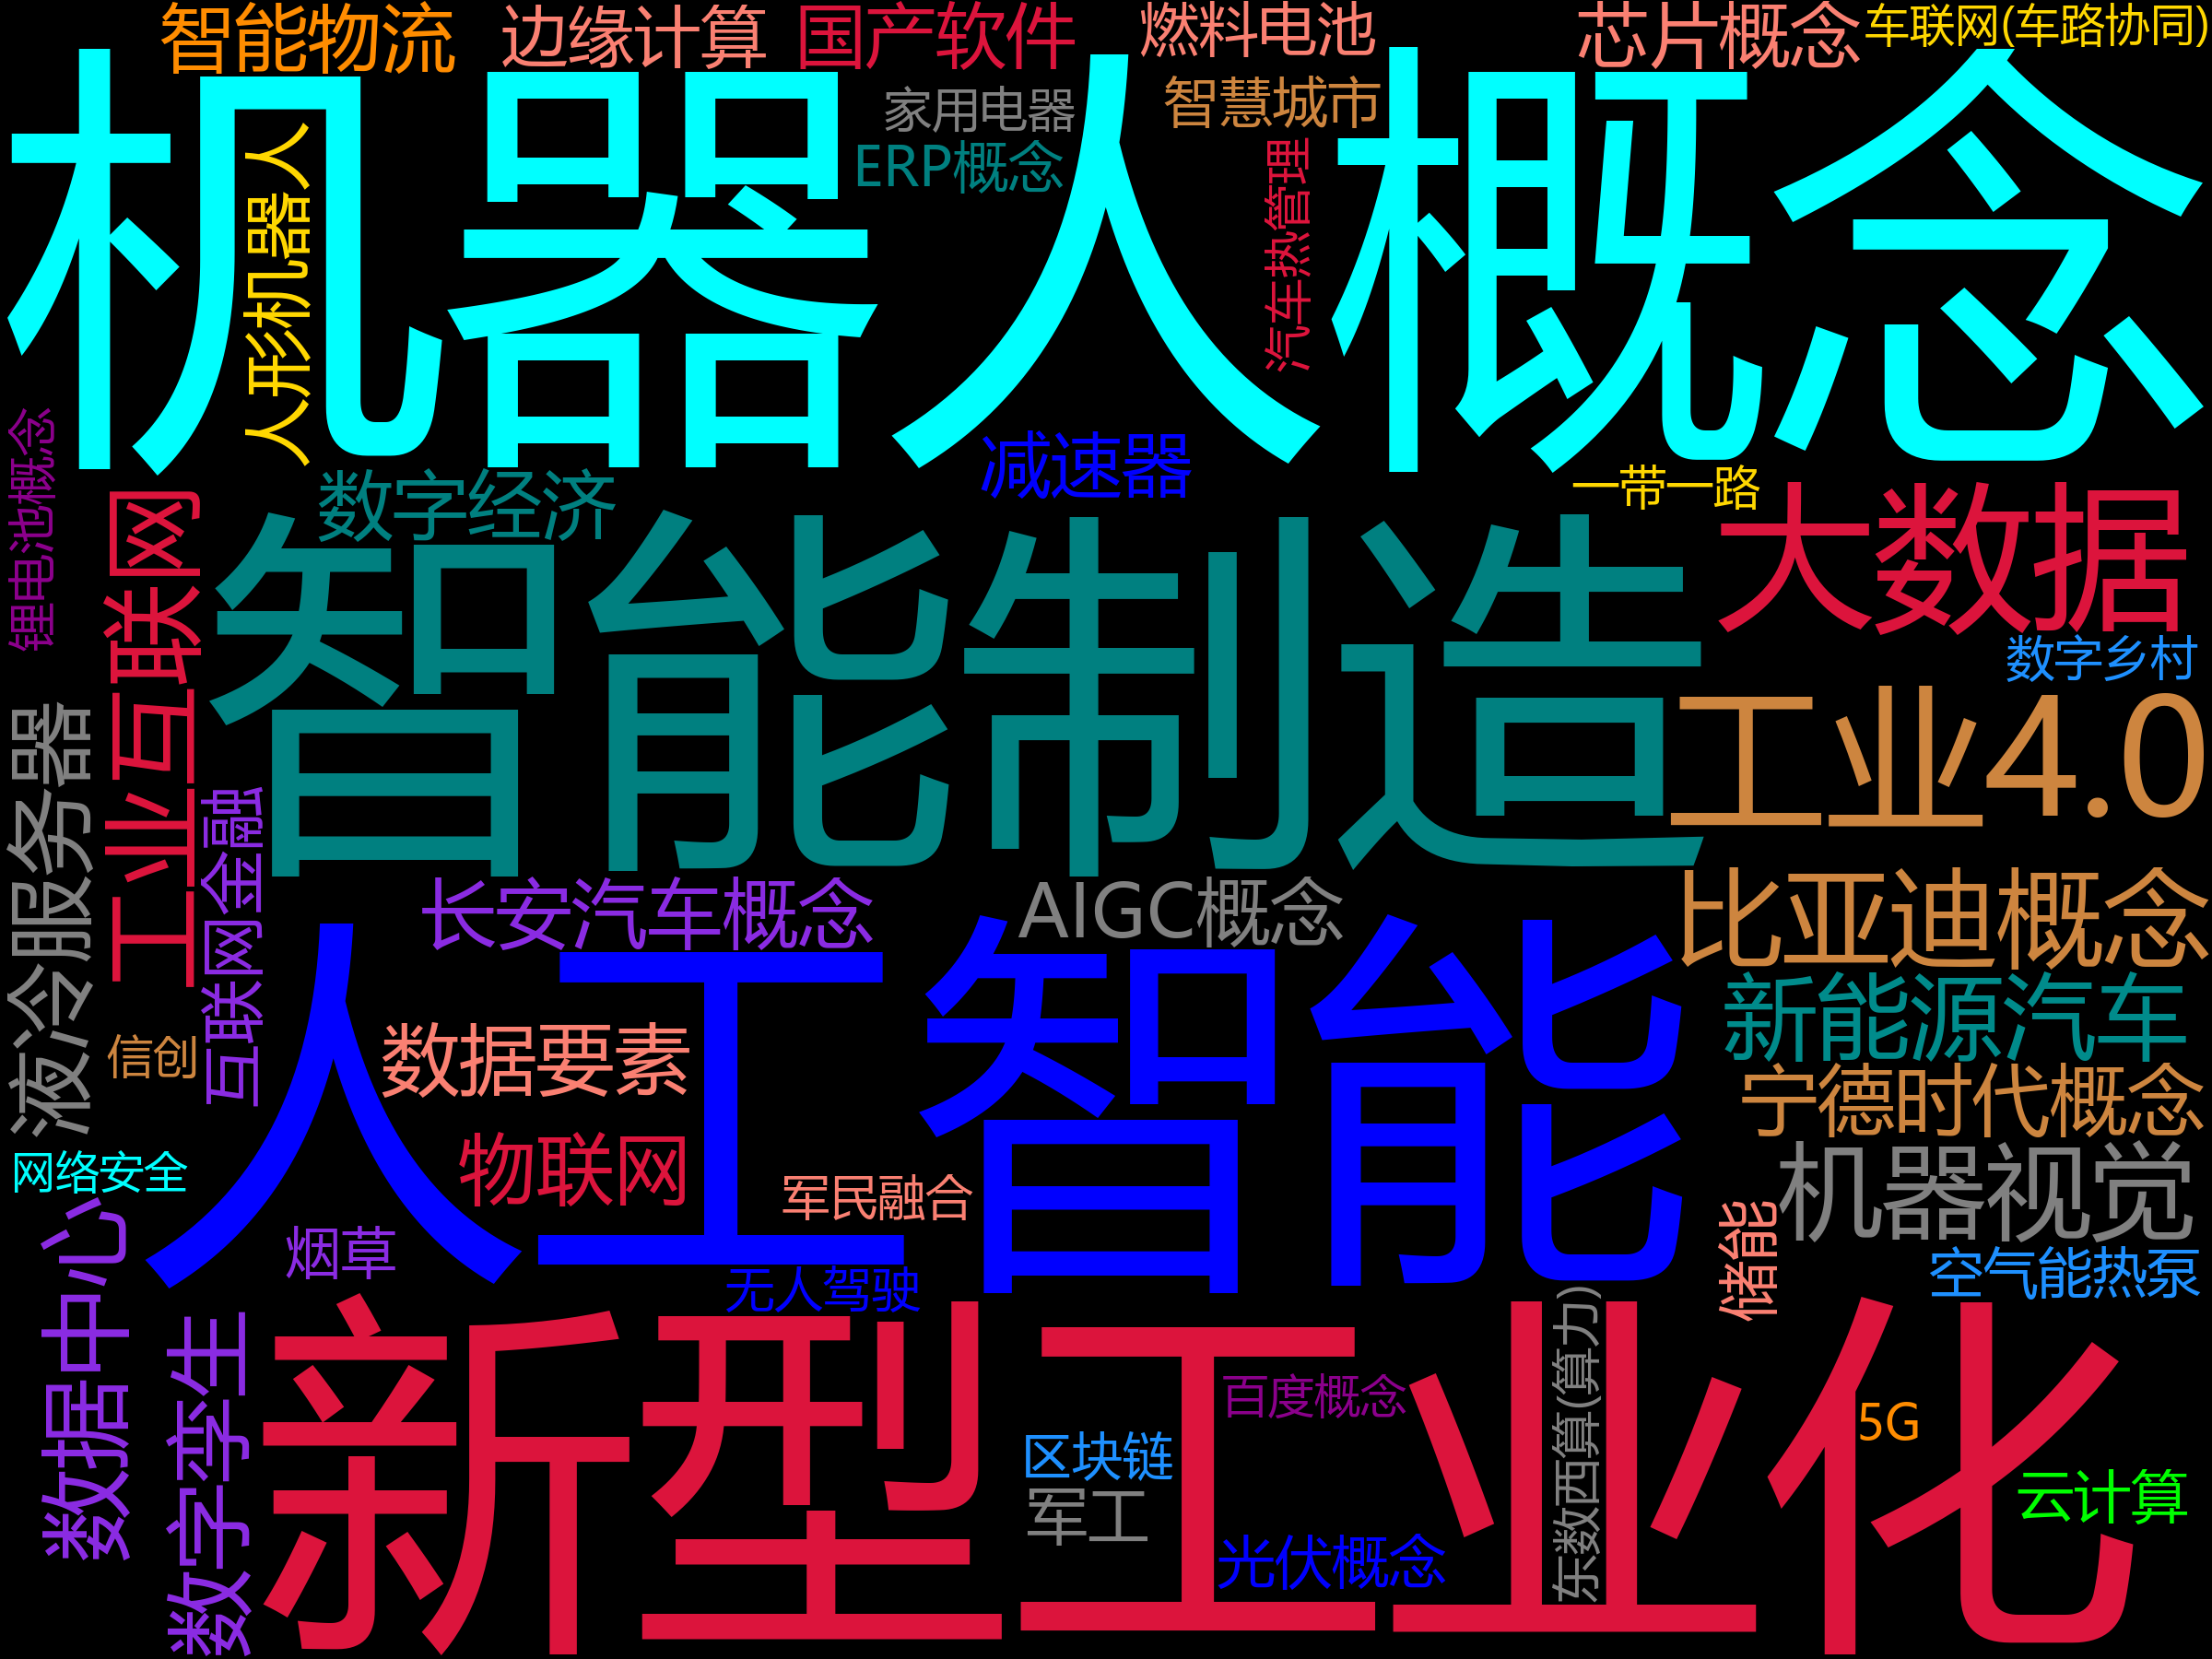 智能物流
边缘计算
国产软件
燃料电池
芯片概念
车联网(车路协同)
家用电器
智慧城市
ERP概念
机器人概念
人形机器人
汽车热管理
锂电池概念
减速器
数字经济
一带一路
大数据
工业互联网
智能制造
数字乡村
工业4.0
液冷服务器
互联网金融
长安汽车概念
AIGC概念
比亚迪概念
人工智能
新能源汽车
数据要素
信创
宁德时代概念
物联网
机器视觉
网络安全
军民融合
储能
烟草
空气能热泵
无人驾驶
数据中心
数字孪生
新型工业化
东数西算(算力)
百度概念
5G
区块链
云计算
军工
光伏概念